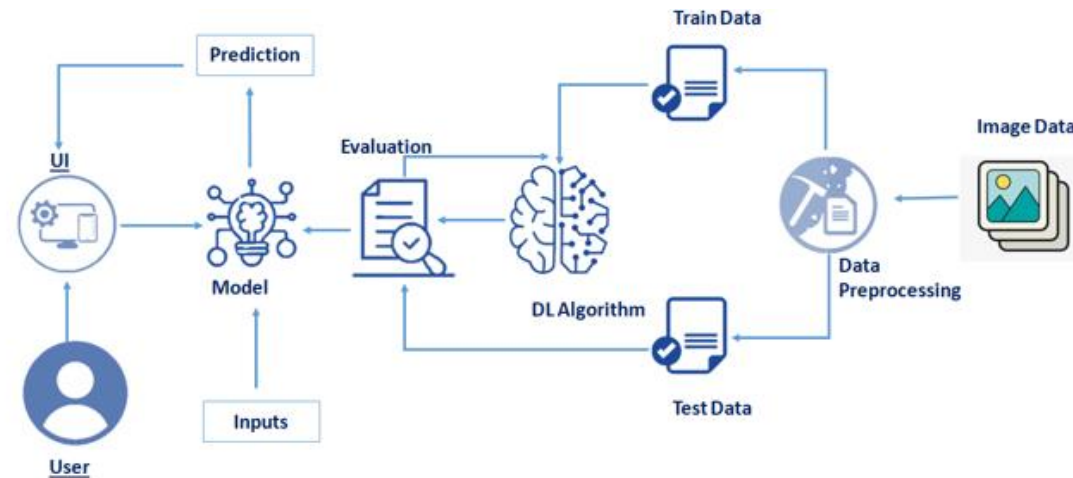 Train Data
Prediction
Image Data
Evaluation
UI
Model
Data
Preprocessing
DL Algorithm
Inputs
Test Data
User